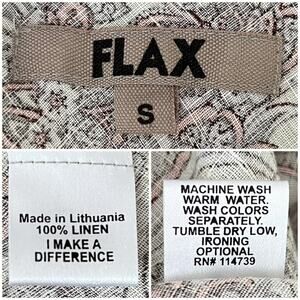 FLAX
S
Made in Lithuania
100% LINEN
I MAKE A
DIFFERENCE
MACHINE WASH
WARM WATER.
WASH COLORS
SEPARATELY.
TUMBLE DRY LOW,
IRONING
OPTIONAL
RN# 114739